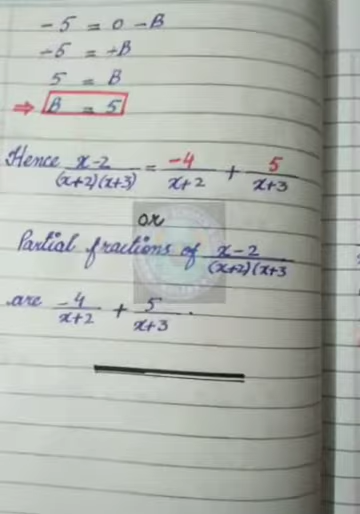 -5 = 0 -B
-5 = -B
5 = B
⇒ B = 5
Hence x-2/(x+2)(x+3) = -4/x+2 + 5/x+3
or
Partial fractions of x-2/(x+2)(x+3
are -4/x+2 + 5/x+3.